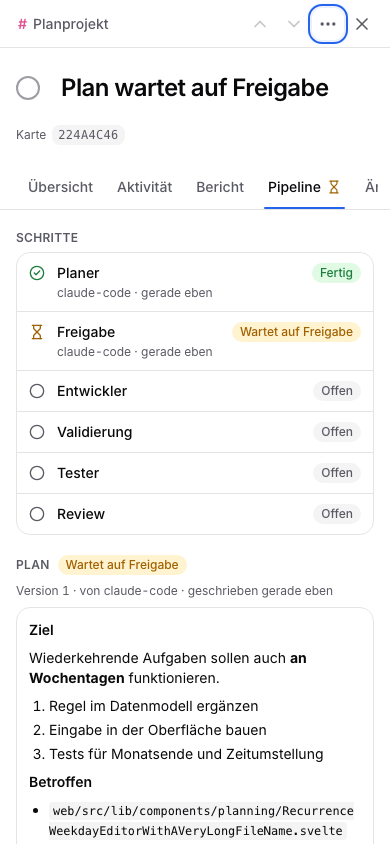 # Planprojekt
Plan wartet auf Freigabe
Karte 224A4C46
Übersicht Aktivität Bericht Pipeline
SCHRITTE
Planer Fertig
claude-code · gerade eben
Freigabe Wartet auf Freigabe
claude-code · gerade eben
Entwickler Offen
Validierung Offen
Tester Offen
Review Offen
PLAN Wartet auf Freigabe
Version 1 · von claude-code · geschrieben gerade eben
Ziel
Wiederkehrende Aufgaben sollen auch an
Wochentagen funktionieren.
1. Regel im Datenmodell ergänzen
2. Eingabe in der Oberfläche bauen
3. Tests für Monatsende und Zeitumstellung
Betroffen
• web/src/lib/components/planning/Recurrence
WeekdayEditorWithAVeryLongFileName.svelte